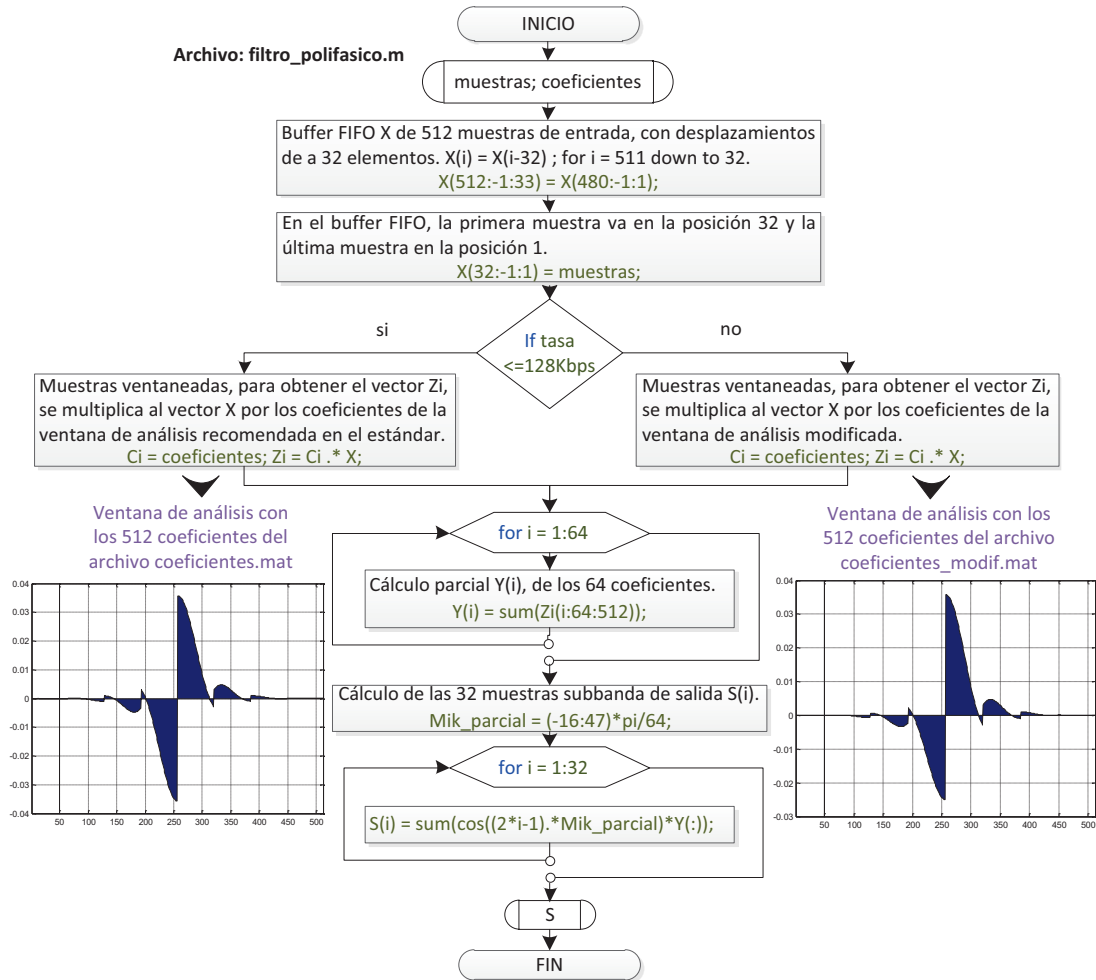 INICIO
Archivo: filtro_polifasico.m
muestras; coeficientes
Buffer FIFO X de 512 muestras de entrada, con desplazamientos
de a 32 elementos. X(i) = X(i-32) ; for i = 511 down to 32.
X(512:-1:33) = X(480:-1:1);
En el buffer FIFO, la primera muestra va en la posición 32 y la
última muestra en la posición 1.
X(32:-1:1) = muestras;
si
no
If tasa
<=128Kbps
Muestras ventaneadas, para obtener el vector Zi,
se multiplica al vector X por los coeficientes de la
ventana de análisis recomendada en el estándar.
Ci = coeficientes; Zi = Ci .* X;
Muestras ventaneadas, para obtener el vector Zi,
se multiplica al vector X por los coeficientes de la
ventana de análisis modificada.
Ci = coeficientes; Zi = Ci .* X;
Ventana de análisis con
los 512 coeficientes del
archivo coeficientes.mat
0.04
0.03
0.02
0.01
0
-0.01
-0.02
-0.03
-0.04
50 100 150 200 250 300 350 400 450 500
for i = 1:64
Cálculo parcial Y(i), de los 64 coeficientes.
Y(i) = sum(Zi(i:64:512));
Cálculo de las 32 muestras subbanda de salida S(i).
Mik_parcial = (-16:47)*pi/64;
for i = 1:32
S(i) = sum(cos((2*i-1).*Mik_parcial)*Y(:));
Ventana de análisis con los
512 coeficientes del archivo
coeficientes_modif.mat
0.04
0.03
0.02
0.01
0
-0.01
-0.02
-0.03
50 100 150 200 250 300 350 400 450 500
S
FIN